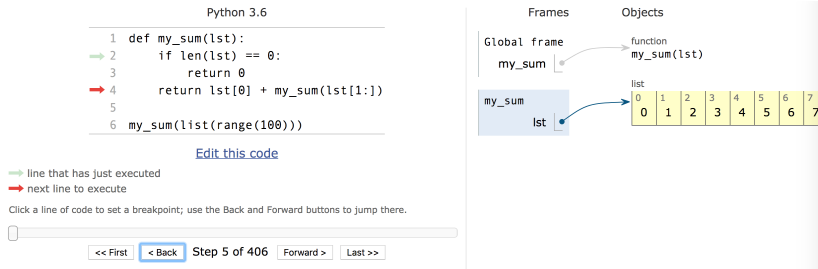 Python 3.6
1 def my_sum(lst):
2     if len(lst) == 0:
3         return 0
4     return lst[0] + my_sum(lst[1:])
5
6 my_sum(list(range(100)))
Edit this code
line that has just executed
next line to execute
Click a line of code to set a breakpoint; use the Back and Forward buttons to jump there.
<< First < Back Step 5 of 406 Forward > Last >>
Frames Objects
Global frame
my_sum
function
my_sum(lst)
my_sum
lst
list
0 1 2 3 4 5 6 7
0 1 2 3 4 5 6 7